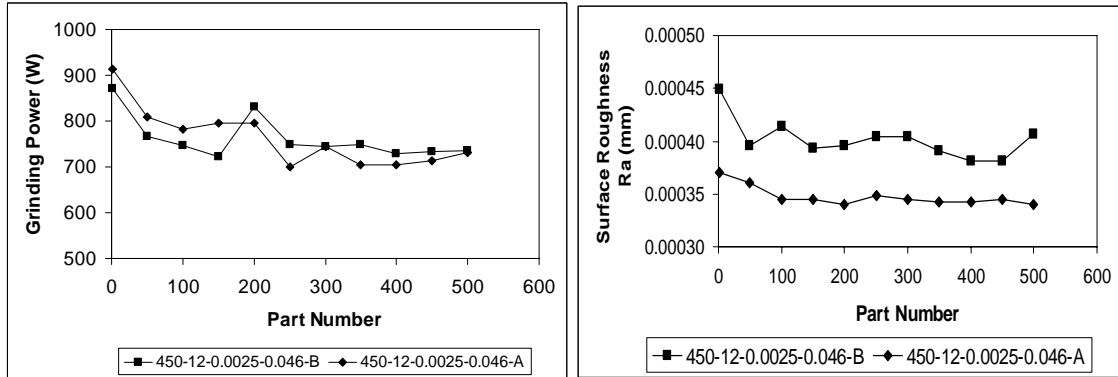 1000
900
800
700
600
500
Grinding Power (W)
0 100 200 300 400 500 600
Part Number
450-12-0.0025-0.046-B 450-12-0.0025-0.046-A
0.00050
0.00045
0.00040
0.00035
0.00030
Surface Roughness
Ra (mm)
0 100 200 300 400 500 600
Part Number
450-12-0.0025-0.046-B 450-12-0.0025-0.046-A